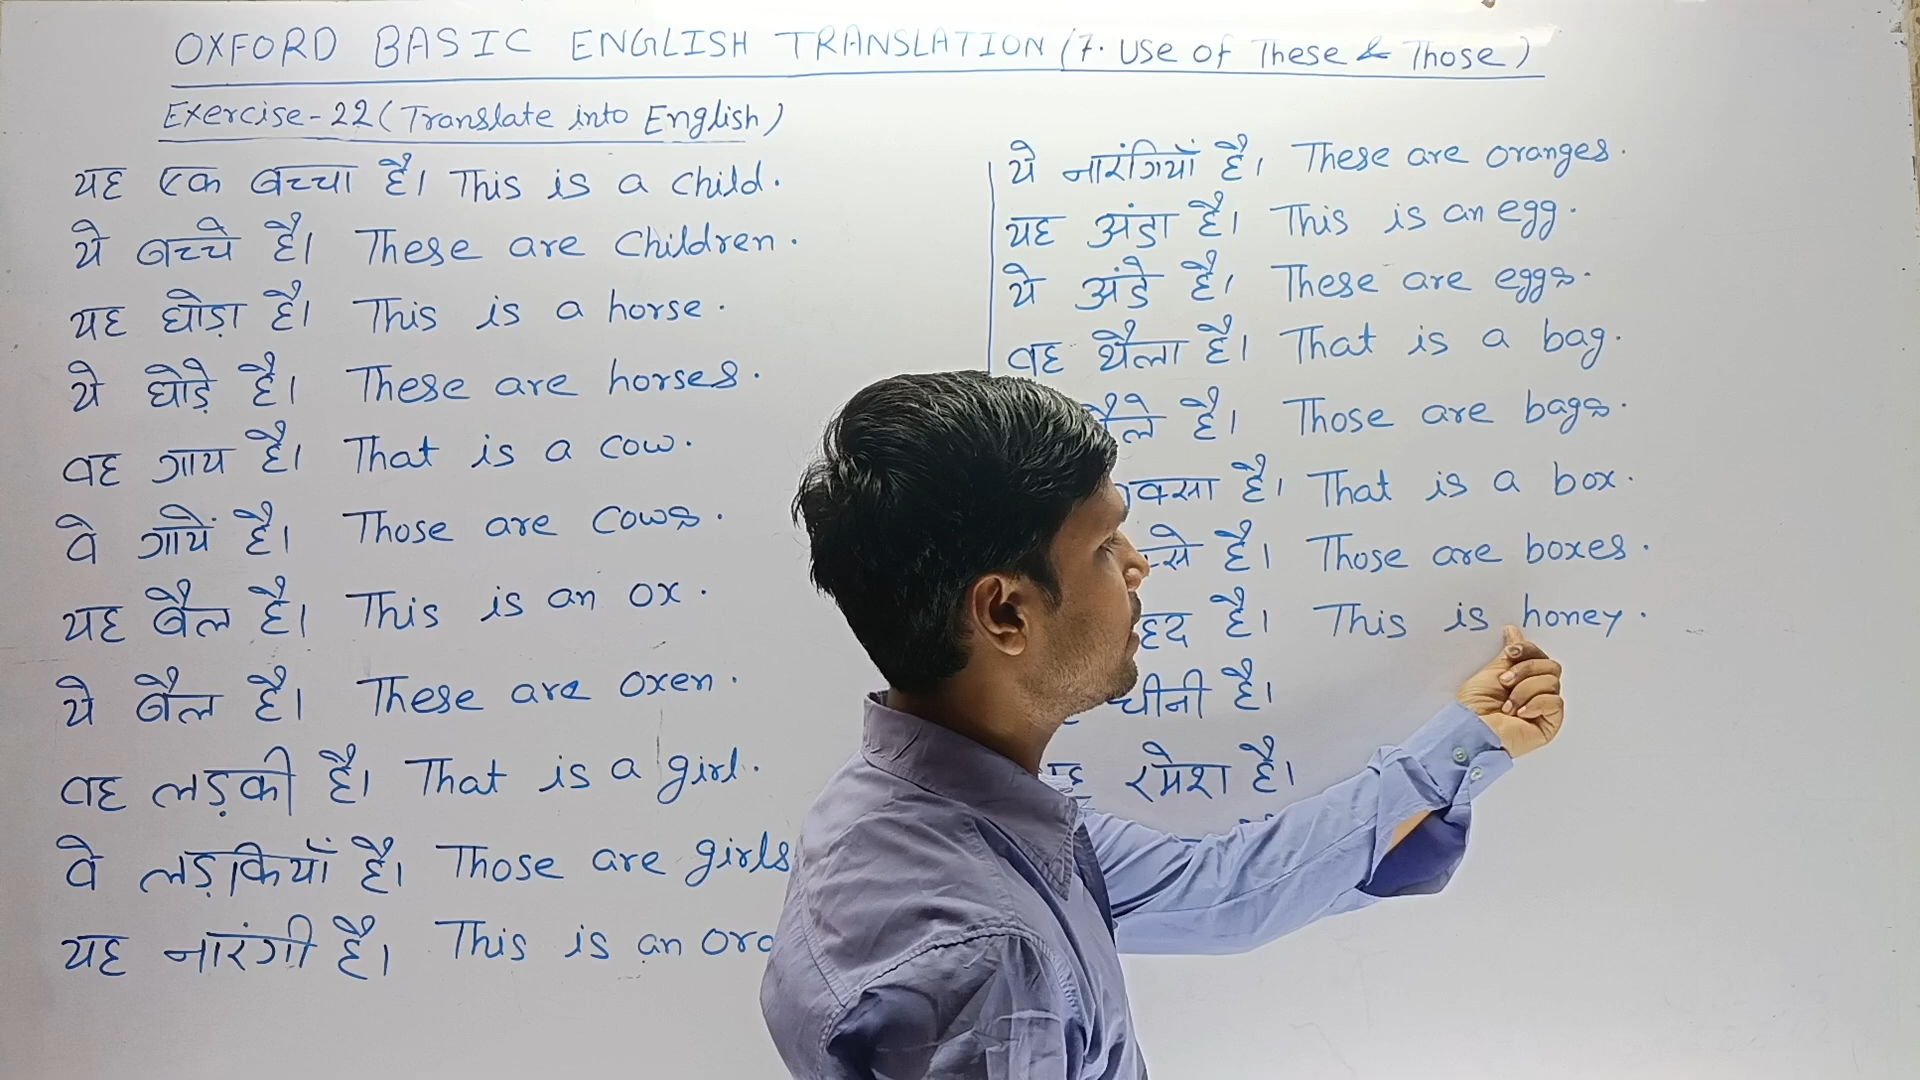 OXFORD BASIC ENGLISH TRANSLATION (7. Use of These & Those)
Exercise-22 (Translate into English)
यह एक बच्चा है। This is a child.
ये बच्चे है। These are children.
यह घोड़ा है। This is a horse.
ये घोड़े है। These are horses.
वह गाय है। That is a cow.
वे गायें है। Those are cows.
यह बैल है। This is an ox.
ये बैल है। These are oxen.
वह लड़की है। That is a girl.
वे लड़कियाँ है। Those are girls
यह नारंगी है। This is an ora
ये नारंगियाँ है। These are oranges.
यह अंडा है। This is an egg.
ये अंडे है। These are eggs.
वह थैला है। That is a bag.
है। Those are bags.
है। That is a box.
है। Those are boxes.
है। This is honey.
चीनी है।
रमेश है।